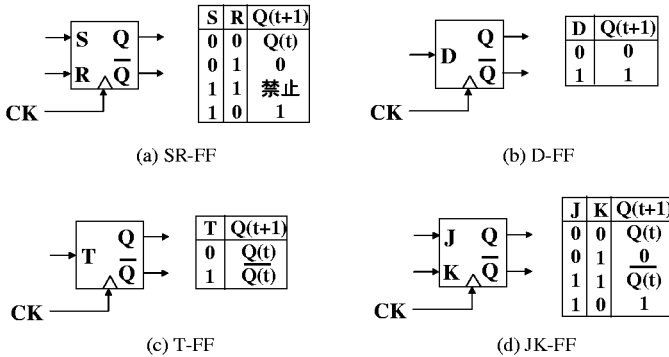 S Q
R Q̅
CK
S R Q(t+1)
0 0 Q(t)
0 1 0
1 1 禁止
1 0 1
(a) SR-FF
D Q
Q̅
CK
D Q(t+1)
0 0
1 1
(b) D-FF
T Q
Q̅
CK
T Q(t+1)
0 Q(t)
1 Q̅(t)
(c) T-FF
J Q
K Q̅
CK
J K Q(t+1)
0 0 Q(t)
0 1 0
1 1 Q̅(t)
1 0 1
(d) JK-FF